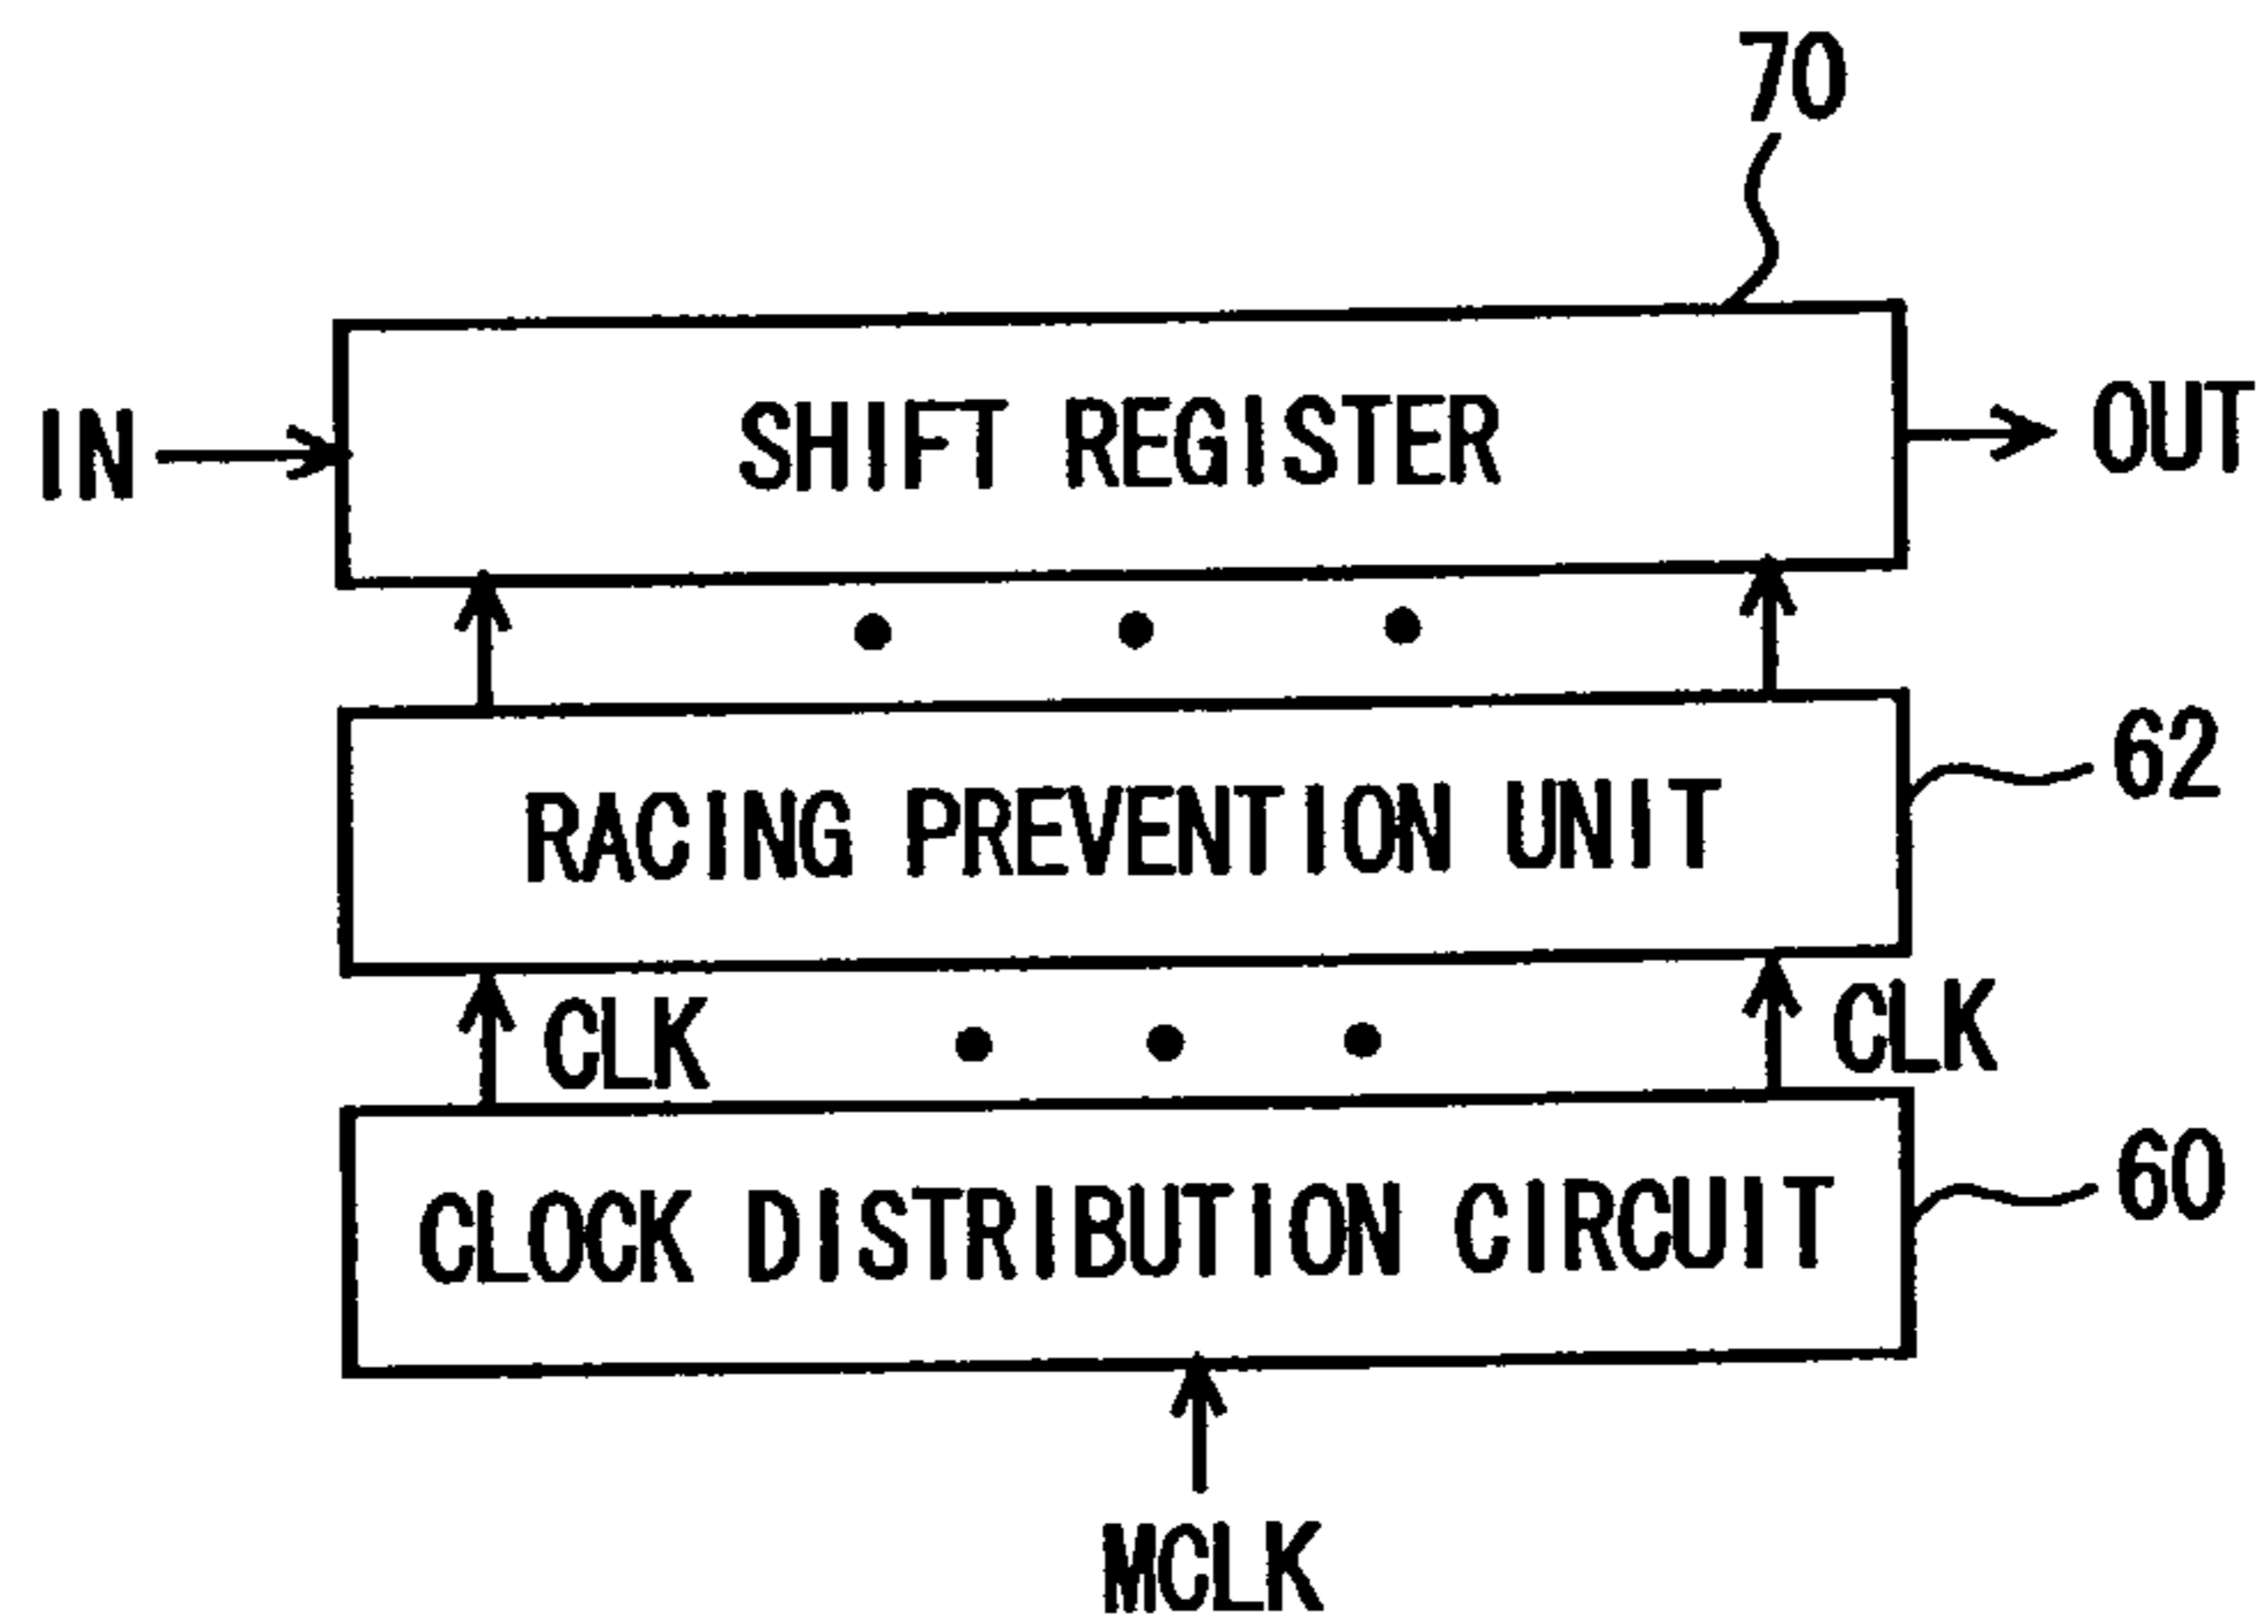 70
IN
SHIFT REGISTER
OUT
RACING PREVENTION UNIT
62
CLK
CLK
CLOCK DISTRIBUTION CIRCUIT
60
MCLK